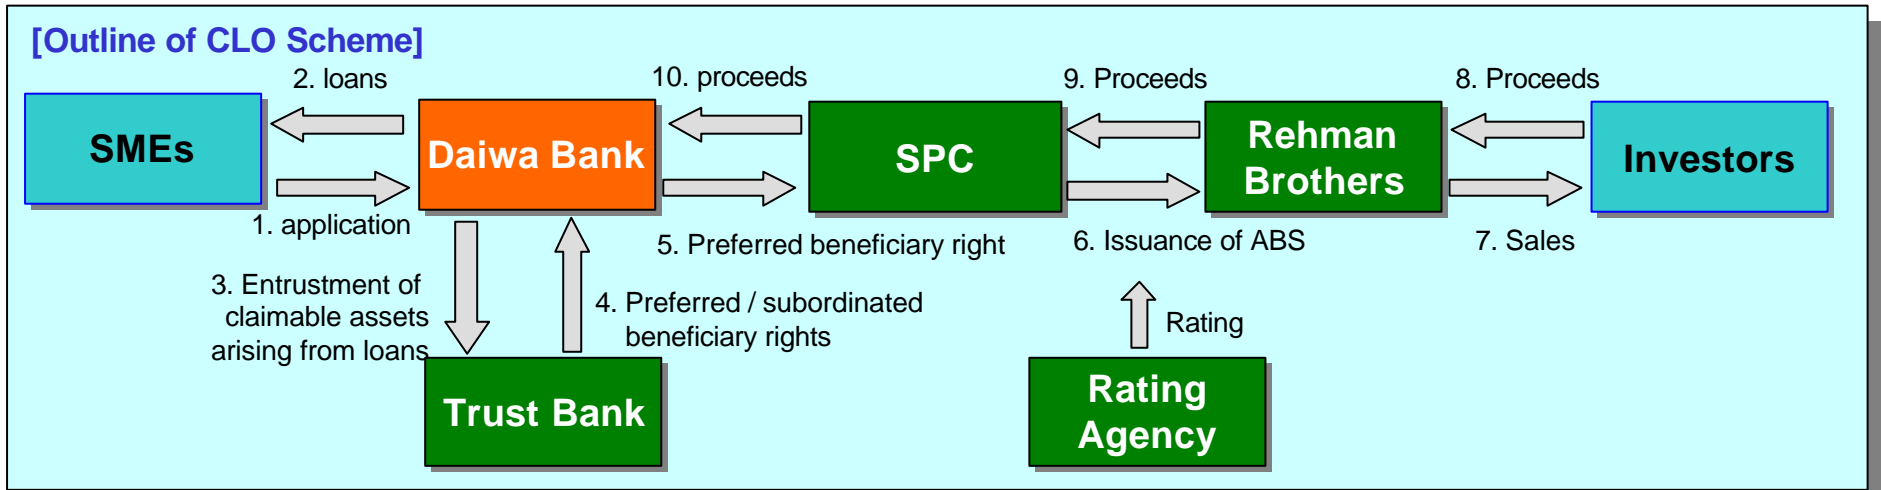 [Outline of CLO Scheme]
2. loans
10. proceeds
9. Proceeds
8. Proceeds
SMEs
Daiwa Bank
SPC
Rehman
Brothers
Investors
1. application
5. Preferred beneficiary right
6. Issuance of ABS
7. Sales
3. Entrustment of
claimable assets
arising from loans
4. Preferred / subordinated
beneficiary rights
Rating
Trust Bank
Rating
Agency